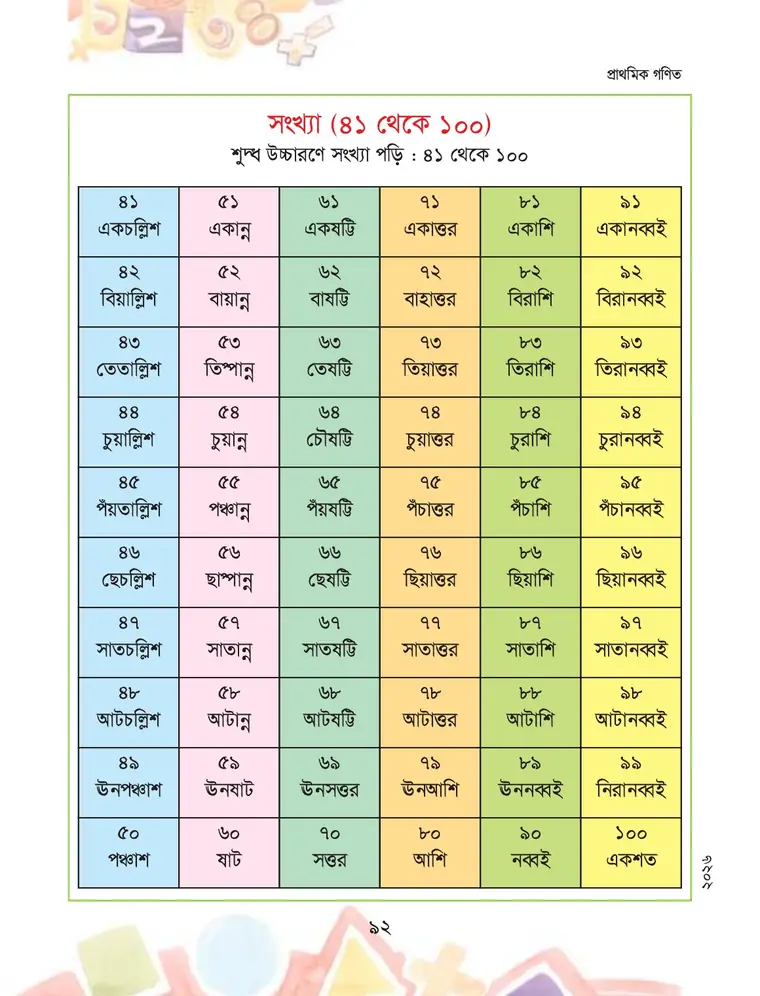 প্রাথমিক গণিত
সংখ্যা (৪১ থেকে ১০০)
শুদ্ধ উচ্চারণে সংখ্যা পড়ি : ৪১ থেকে ১০০
৪১ ৫১ ৬১ ৭১ ৮১ ৯১
একচল্লিশ একান্ন একষট্টি একাত্তর একাশি একানব্বই
৪২ ৫২ ৬২ ৭২ ৮২ ৯২
বিয়াল্লিশ বায়ান্ন বাষট্টি বাহাত্তর বিরাশি বিরানব্বই
৪৩ ৫৩ ৬৩ ৭৩ ৮৩ ৯৩
তেতাল্লিশ তিপ্পান্ন তেষট্টি তিয়াত্তর তিরাশি তিরানব্বই
৪৪ ৫৪ ৬৪ ৭৪ ৮৪ ৯৪
চুয়াল্লিশ চুয়ান্ন চৌষট্টি চুয়াত্তর চুরাশি চুরানব্বই
৪৫ ৫৫ ৬৫ ৭৫ ৮৫ ৯৫
পঁয়তাল্লিশ পঞ্চান্ন পঁয়ষট্টি পঁচাত্তর পঁচাশি পঁচানব্বই
৪৬ ৫৬ ৬৬ ৭৬ ৮৬ ৯৬
ছেচল্লিশ ছাপ্পান্ন ছেষট্টি ছিয়াত্তর ছিয়াশি ছিয়ানব্বই
৪৭ ৫৭ ৬৭ ৭৭ ৮৭ ৯৭
সাতচল্লিশ সাতান্ন সাতষট্টি সাতাত্তর সাতাশি সাতানব্বই
৪৮ ৫৮ ৬৮ ৭৮ ৮৮ ৯৮
আটচল্লিশ আটান্ন আটষট্টি আটাত্তর আটাশি আটানব্বই
৪৯ ৫৯ ৬৯ ৭৯ ৮৯ ৯৯
ঊনপঞ্চাশ ঊনষাট ঊনসত্তর ঊনআশি ঊননব্বই নিরানব্বই
৫০ ৬০ ৭০ ৮০ ৯০ ১০০
পঞ্চাশ ষাট সত্তর আশি নব্বই একশত
২০২৬
৯২